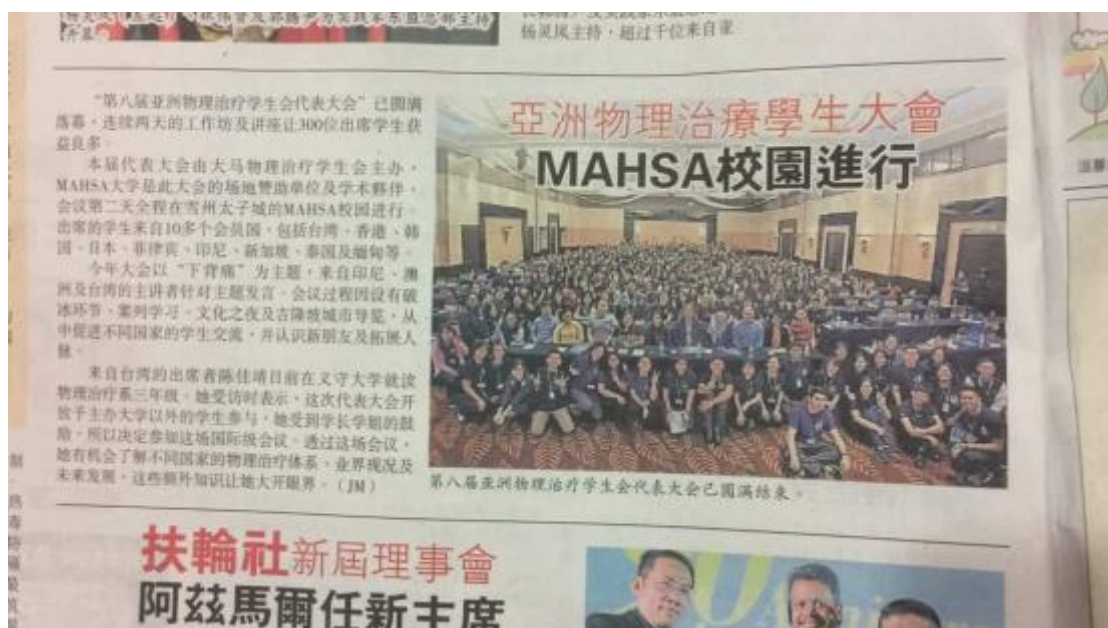 杨灵风主持，超过千位来自亚
开幕。
“第八届亚洲物理治疗学生会代表大会”已圆满
落幕，连续两天的工作坊及讲座让300位出席学生获
益良多。
本届代表大会由大马物理治疗学生会主办，
MAHSA大学是此大会的场地赞助单位及学术夥伴，
会议第二天全程在雪州太子城的MAHSA校园进行。
出席的学生来自10多个会员国，包括台湾、香港、韩
国、日本、菲律宾、印尼、新加坡、泰国及缅甸等。
今年大会以“下背痛”为主题，来自印尼、澳
洲及台湾的主讲者针对主题发言。会议过程因设有破
冰环节、案列学习、文化之夜及吉隆坡城市导览，从
中促进不同国家的学生交流，并认识新朋友及拓展人
脉。
来自台湾的出席者陈佳靖目前在义守大学就读
物理治疗系三年级。她受访时表示，这次代表大会开
放予主办大学以外的学生参与，她受到学长学姐的鼓
励，所以决定参加这场国际级会议。透过这场会议，
她有机会了解不同国家的物理治疗体系、业界现况及
未来发展，这些额外知识让她大开眼界。（JM）
亞洲物理治療學生大會
MAHSA校園進行
第八届亚洲物理治疗学生会代表大会已圆满结束。
扶輪社新屆理事會
阿茲馬爾任新主席